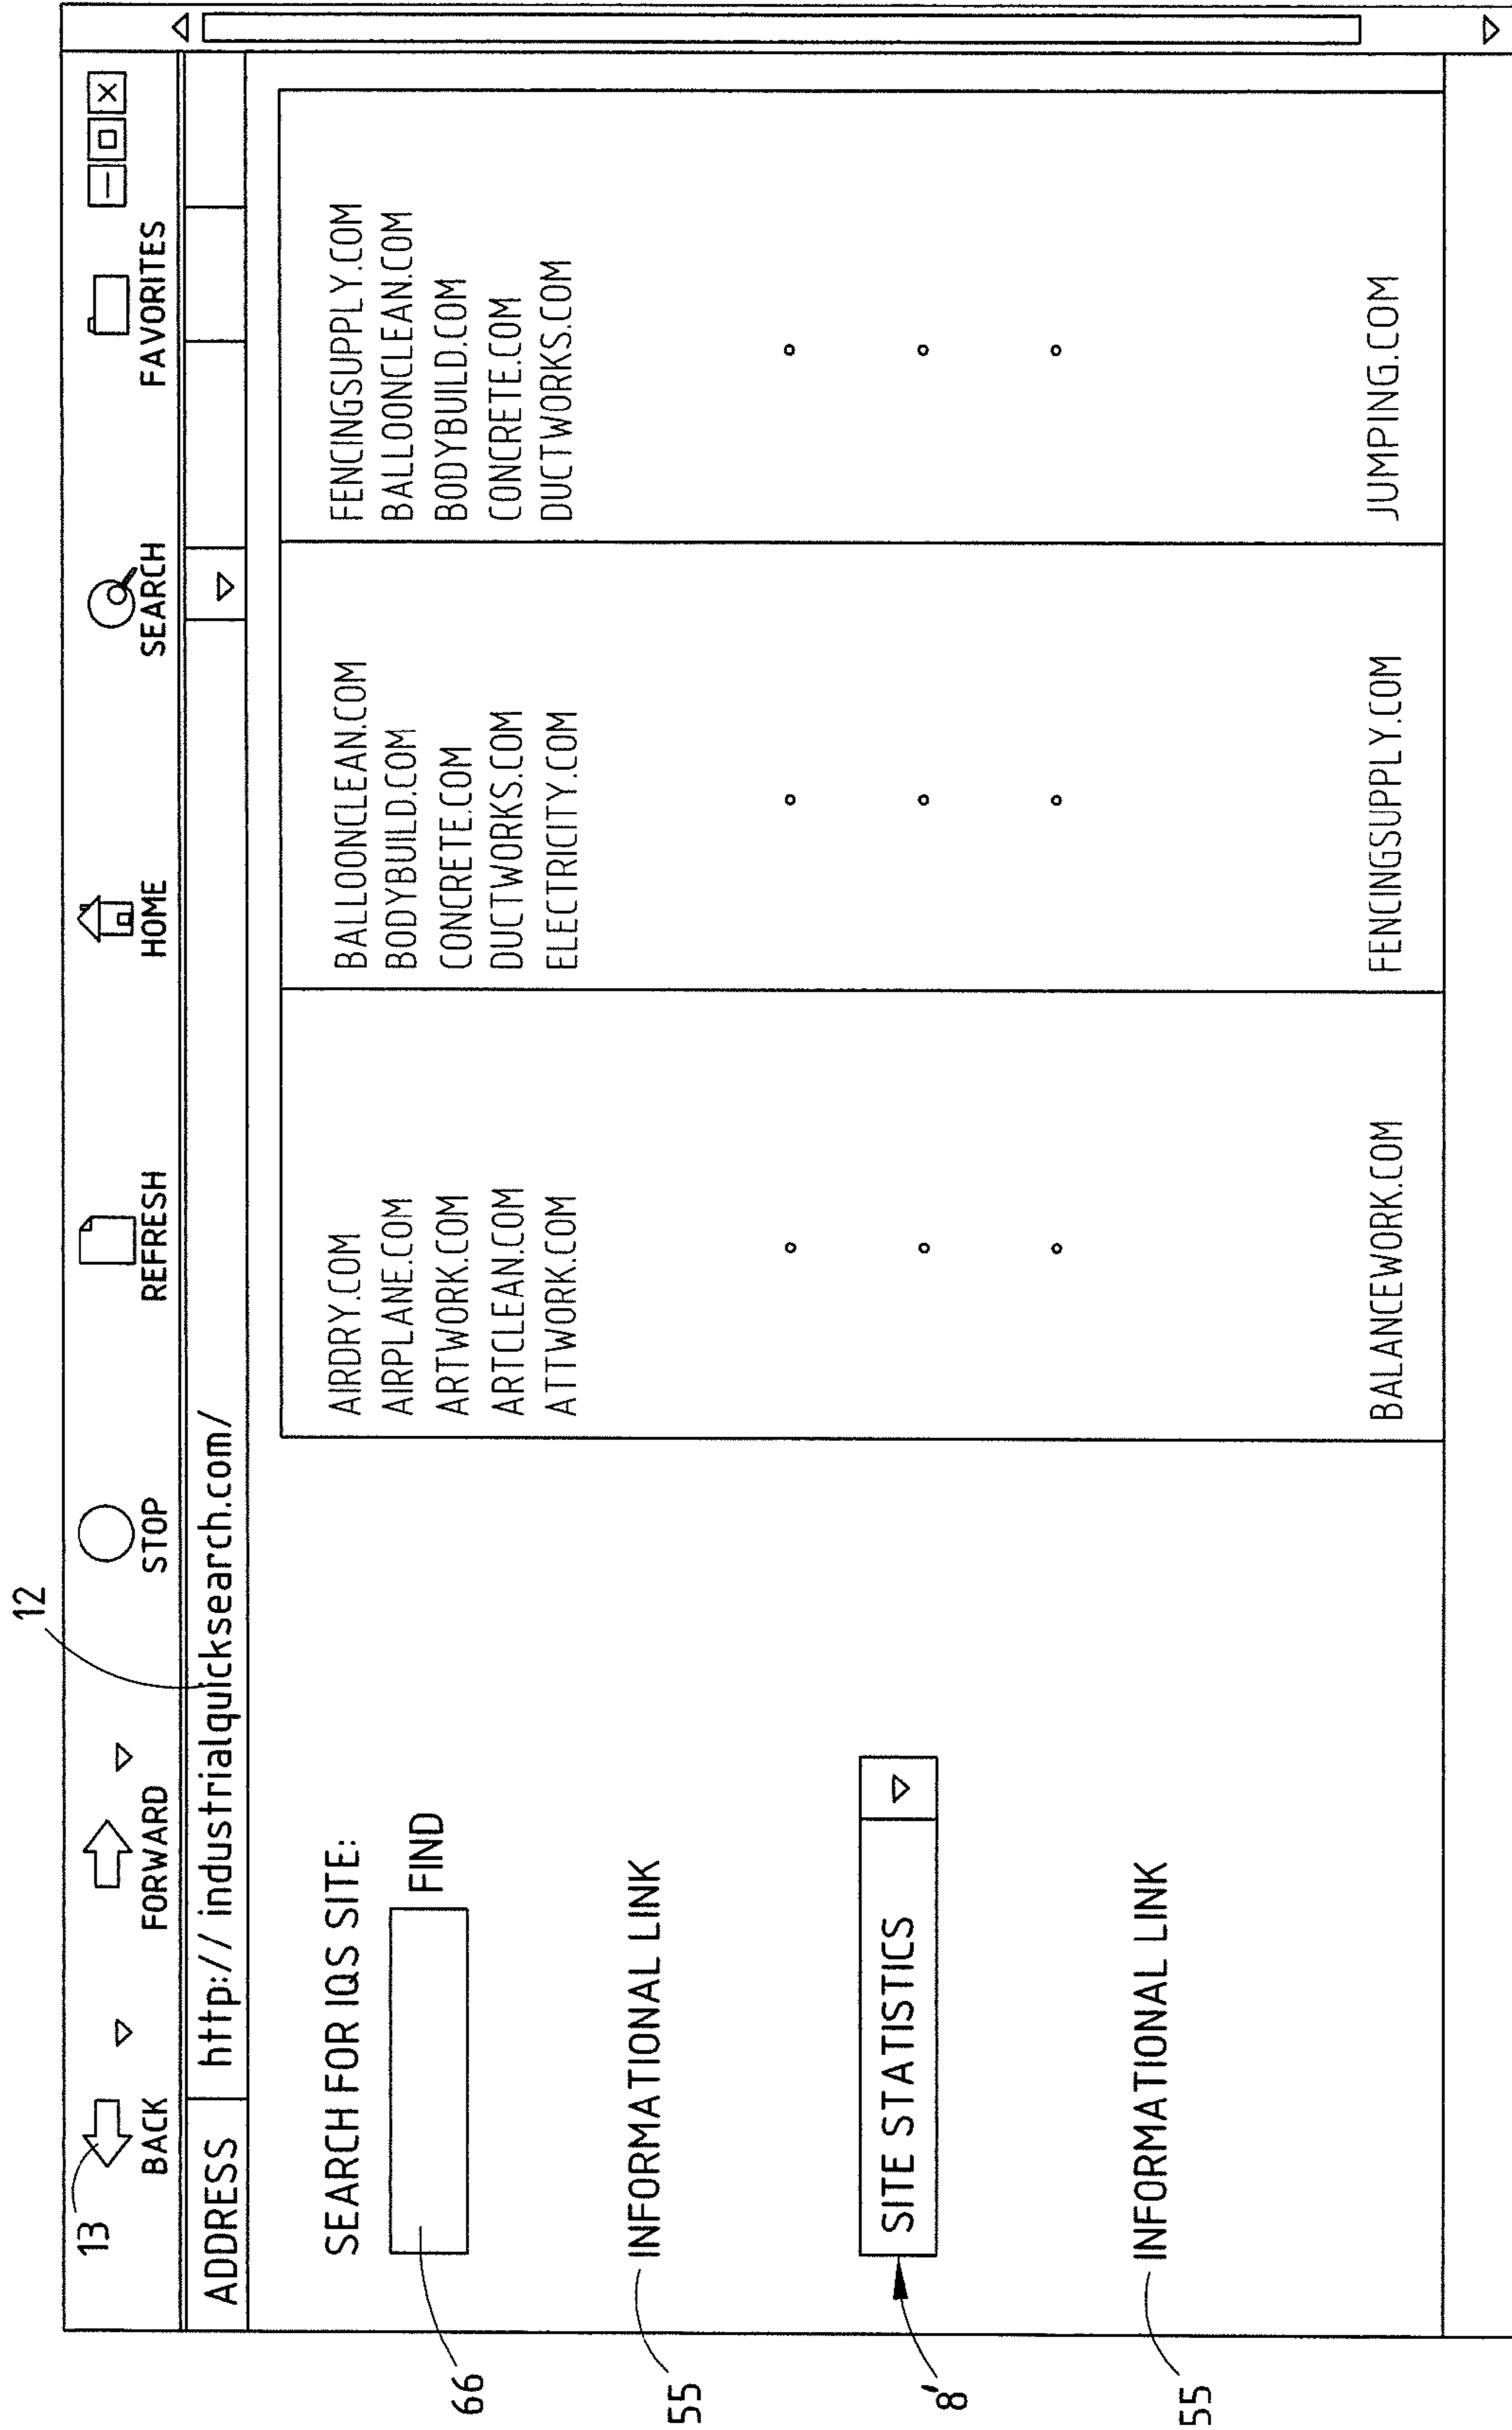 12
13
BACK
FORWARD
STOP
REFRESH
HOME
SEARCH
FAVORITES
ADDRESS
http:// industrialquicksearch.com/
SEARCH FOR IQS SITE:
FIND
66
INFORMATIONAL LINK
55
SITE STATISTICS
8'
INFORMATIONAL LINK
55
AIRDRY.COM
AIRPLANE.COM
ARTWORK.COM
ARTCLEAN.COM
ATTWORK.COM
BALANCEWORK.COM
BALLOONCLEAN.COM
BODYBUILD.COM
CONCRETE.COM
DUCTWORKS.COM
ELECTRICITY.COM
FENCINGSUPPLY.COM
FENCINGSUPPLY.COM
BALLOONCLEAN.COM
BODYBUILD.COM
CONCRETE.COM
DUCTWORKS.COM
JUMPING.COM